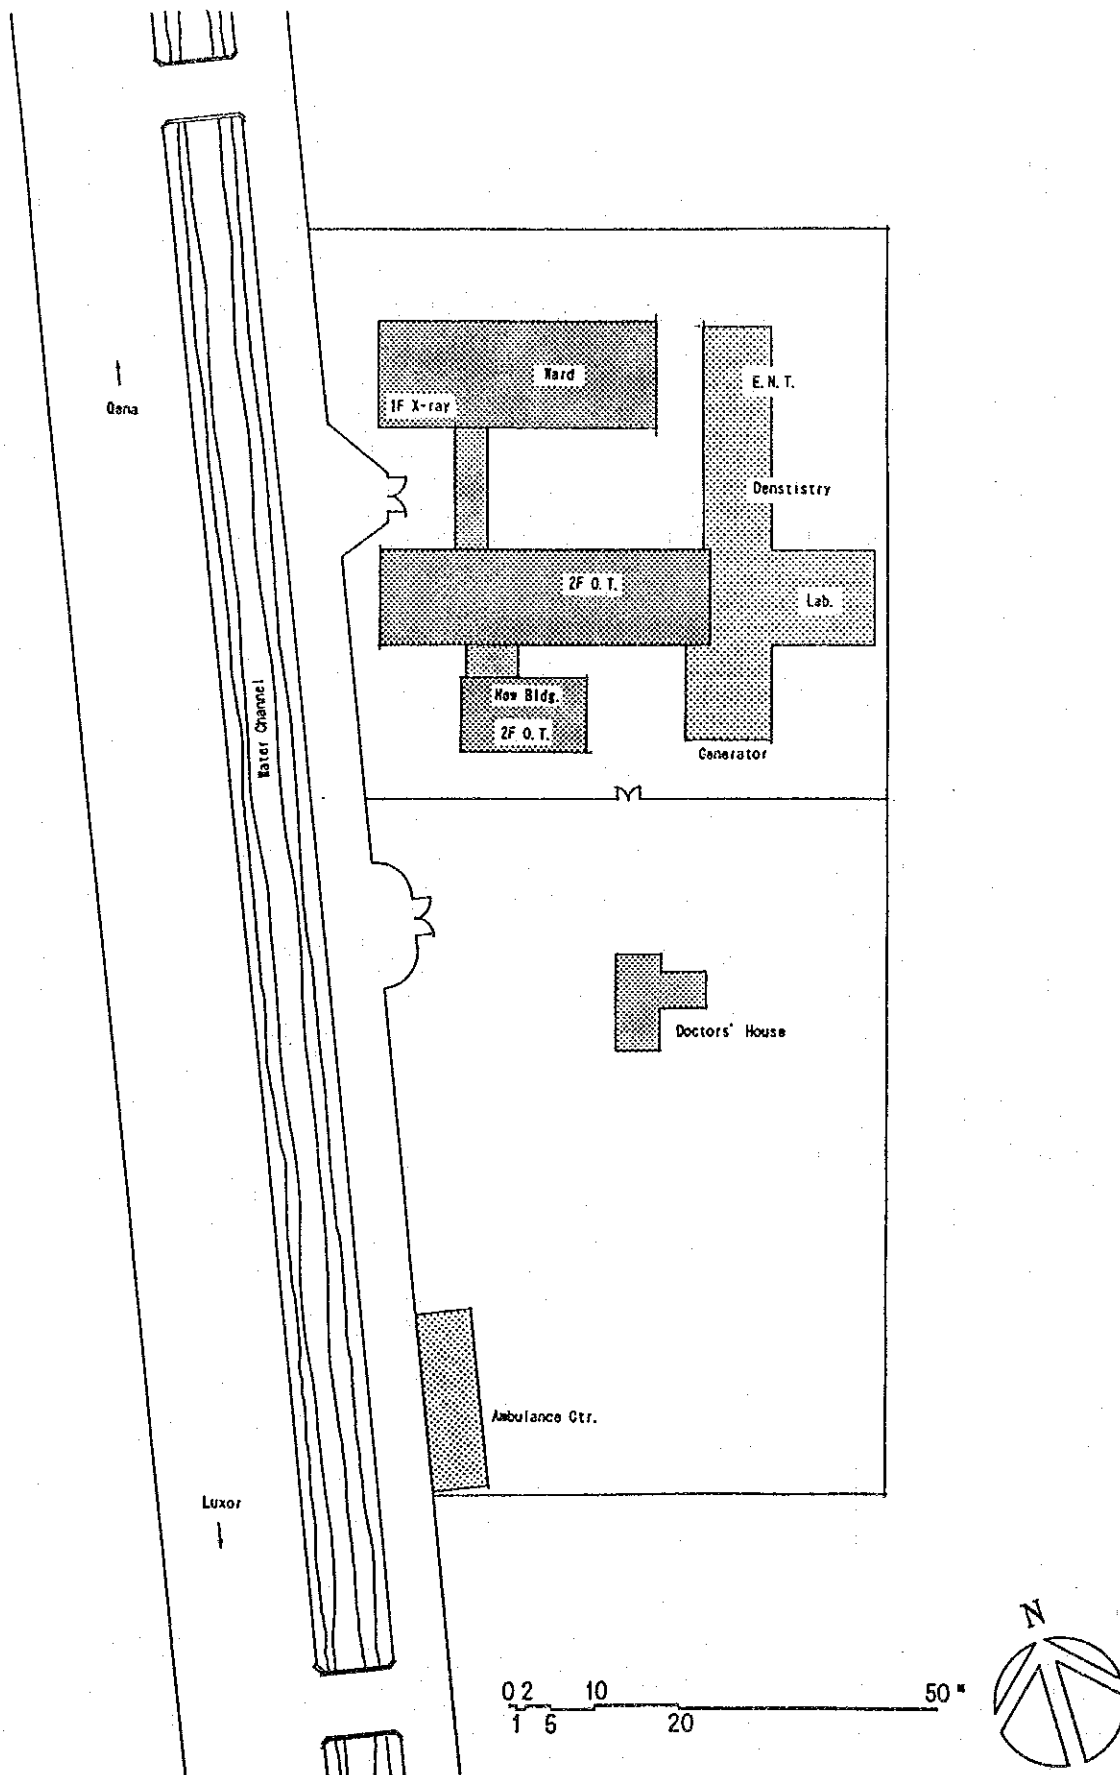 Ward
E. N. T.
1F X-ray
Qena
Denstistry
2F O. T.
Lab.
New Bldg.
2F O. T.
Water Channel
Generator
Doctors' House
Ambulance Ctr.
Luxor
N
0 2 10 50 m
1 5 20